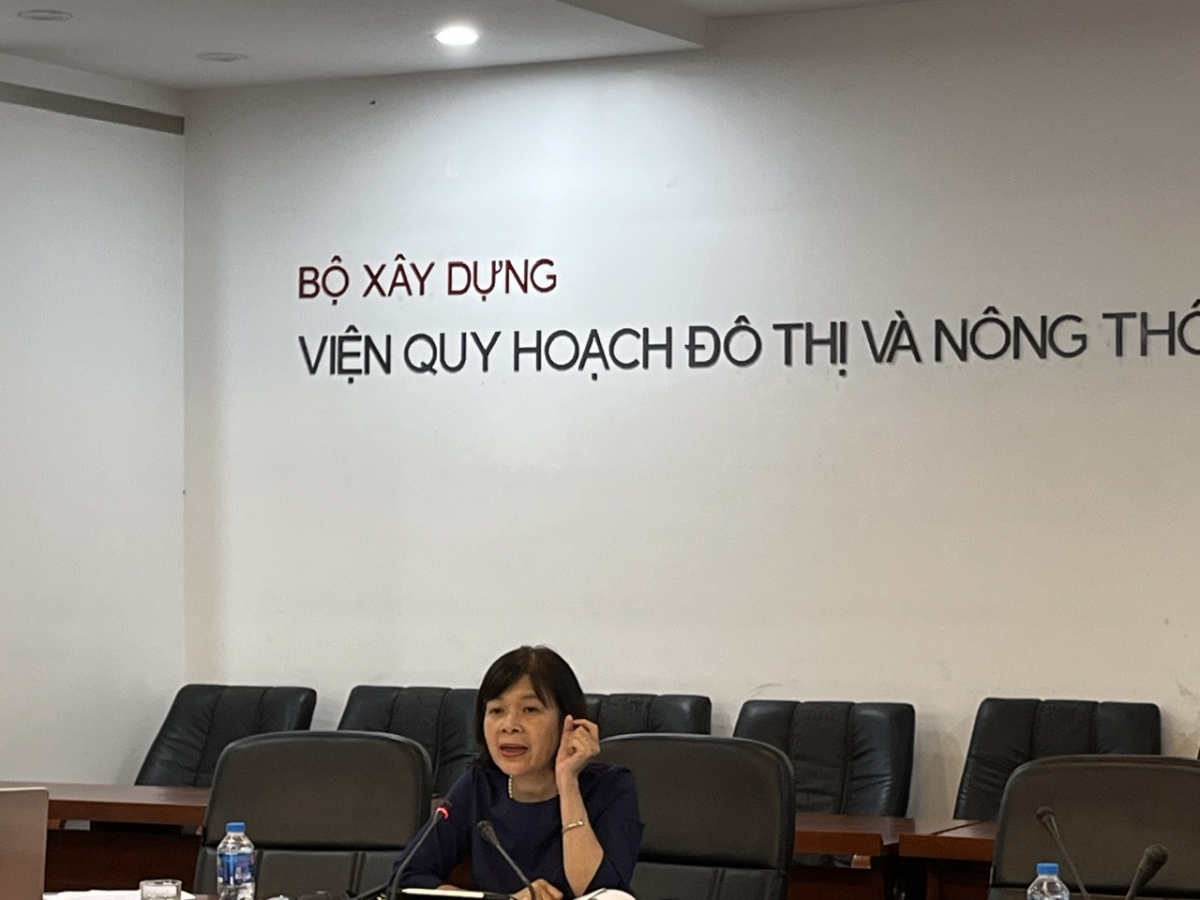 BỘ XÂY DỰNG
VIỆN QUY HOẠCH ĐÔ THỊ VÀ NÔNG